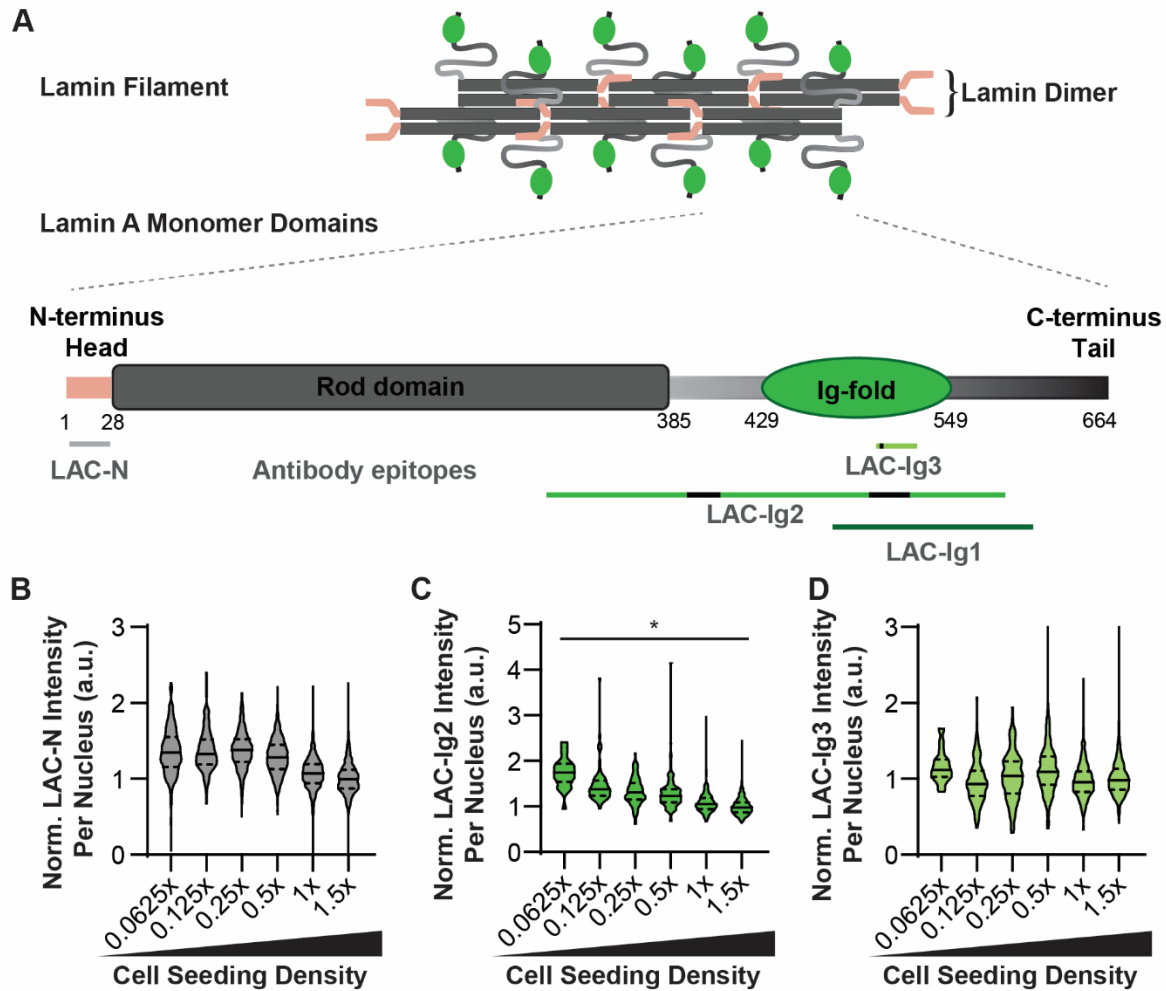 A
Lamin Filament
Lamin Dimer
Lamin A Monomer Domains
N-terminus
Head
C-terminus
Tail
Rod domain
Ig-fold
1 28 385 429 549 664
LAC-N
Antibody epitopes
LAC-Ig3
LAC-Ig2
LAC-Ig1
B
Norm. LAC-N Intensity
Per Nucleus (a.u.)
3
2
1
0
0.0625x 0.125x 0.25x 0.5x 1x 1.5x
Cell Seeding Density
C
Norm. LAC-Ig2 Intensity
Per Nucleus (a.u.)
5
4
3
2
1
0
*
0.0625x 0.125x 0.25x 0.5x 1x 1.5x
Cell Seeding Density
D
Norm. LAC-Ig3 Intensity
Per Nucleus (a.u.)
3
2
1
0
0.0625x 0.125x 0.25x 0.5x 1x 1.5x
Cell Seeding Density